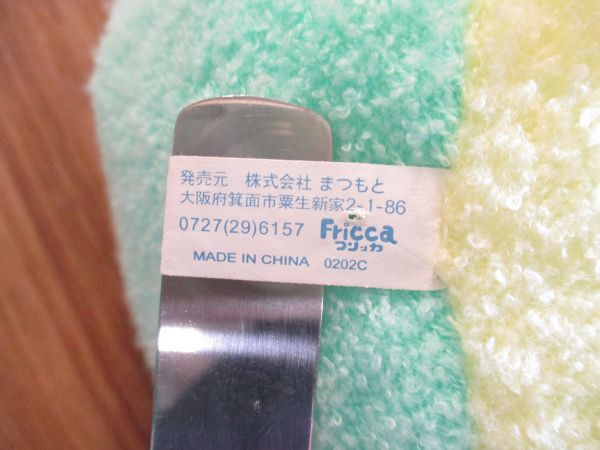 発売元 株式会社 まつもと
大阪府箕面市粟生新家2-1-86
0727(29)6157 Fricca
フリッカ
MADE IN CHINA 0202C